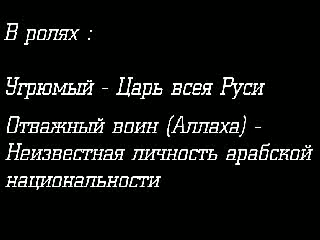 В ролях :
Угрюмый - Царь всея Руси
Отважный воин (Аллаха) -
Неизвестная личность арабской
национальности